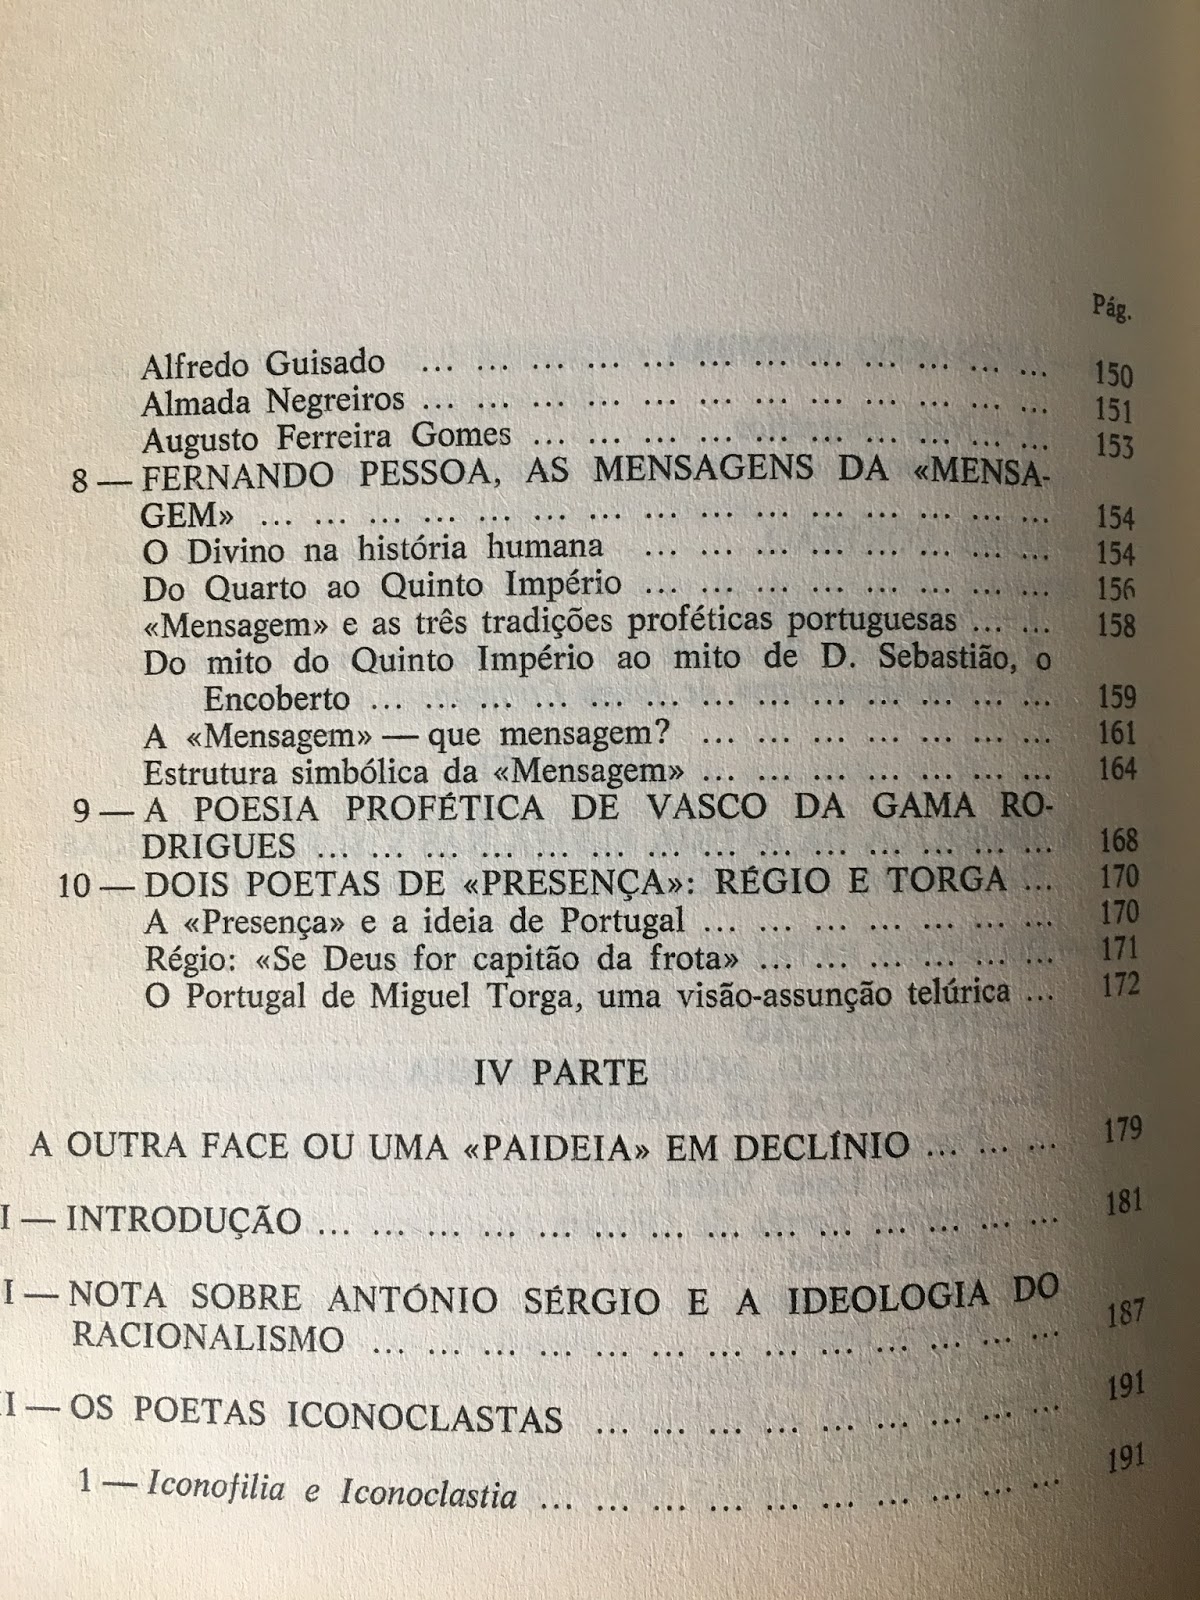 Pág.
Alfredo Guisado ... ... ... ... ... ... ... ... ... ... ... ... 150
Almada Negreiros ... ... ... ... ... ... ... ... ... ... ... ... 151
Augusto Ferreira Gomes ... ... ... ... ... ... ... ... ... ... 153
8 — FERNANDO PESSOA, AS MENSAGENS DA «MENSA-
GEM» ... ... ... ... ... ... ... ... ... ... ... ... ... ... ... 154
O Divino na história humana ... ... ... ... ... ... ... ... 154
Do Quarto ao Quinto Império ... ... ... ... ... ... ... ... 156
«Mensagem» e as três tradições proféticas portuguesas ... ... 158
Do mito do Quinto Império ao mito de D. Sebastião, o
Encoberto ... ... ... ... ... ... ... ... ... ... ... ... ... 159
A «Mensagem» — que mensagem? ... ... ... ... ... ... ... 161
Estrutura simbólica da «Mensagem» ... ... ... ... ... ... ... 164
9 — A POESIA PROFÉTICA DE VASCO DA GAMA RO-
DRIGUES ... ... ... ... ... ... ... ... ... ... ... ... ... ... 168
10 — DOIS POETAS DE «PRESENÇA»: RÉGIO E TORGA ... 170
A «Presença» e a ideia de Portugal ... ... ... ... ... ... ... 170
Régio: «Se Deus for capitão da frota» ... ... ... ... ... ... 171
O Portugal de Miguel Torga, uma visão-assunção telúrica ... 172
IV PARTE
A OUTRA FACE OU UMA «PAIDEIA» EM DECLÍNIO ... ... ... 179
I — INTRODUÇÃO ... ... ... ... ... ... ... ... ... ... ... ... ... ... 181
I — NOTA SOBRE ANTÓNIO SÉRGIO E A IDEOLOGIA DO
RACIONALISMO ... ... ... ... ... ... ... ... ... ... ... ... ... 187
II — OS POETAS ICONOCLASTAS ... ... ... ... ... ... ... ... ... 191
1 — Iconofilia e Iconoclastia ... ... ... ... ... ... ... ... ... ... 191